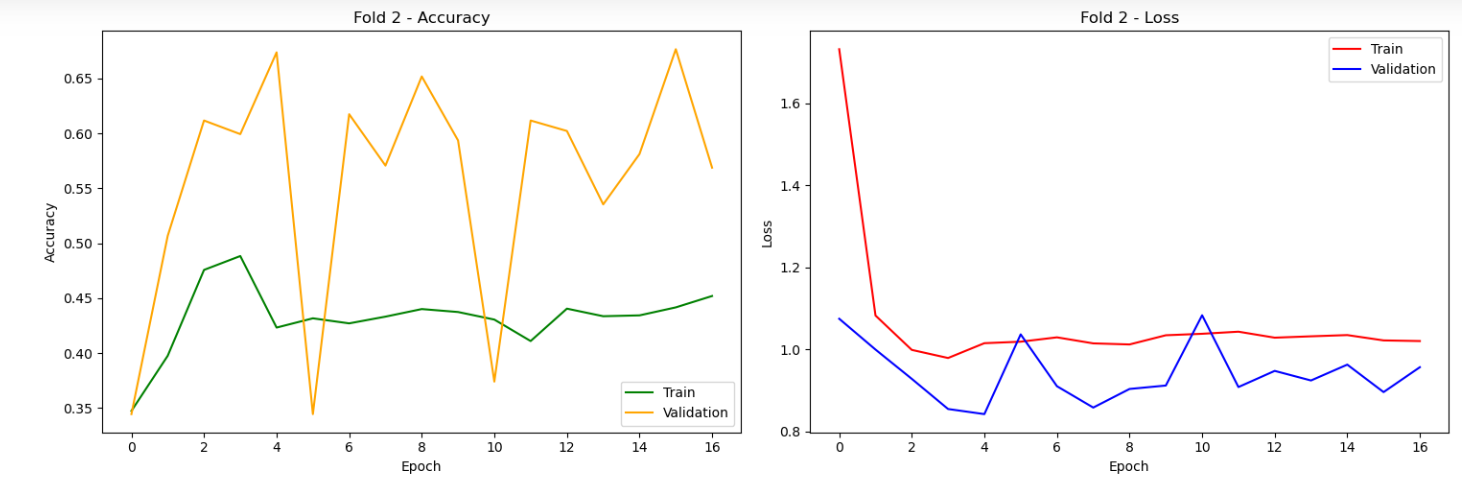 Fold 2 - Accuracy
Accuracy
0.65
0.60
0.55
0.50
0.45
0.40
0.35
Train
Validation
0 2 4 6 8 10 12 14 16
Epoch
Fold 2 - Loss
Loss
1.6
1.4
1.2
1.0
0.8
Train
Validation
0 2 4 6 8 10 12 14 16
Epoch